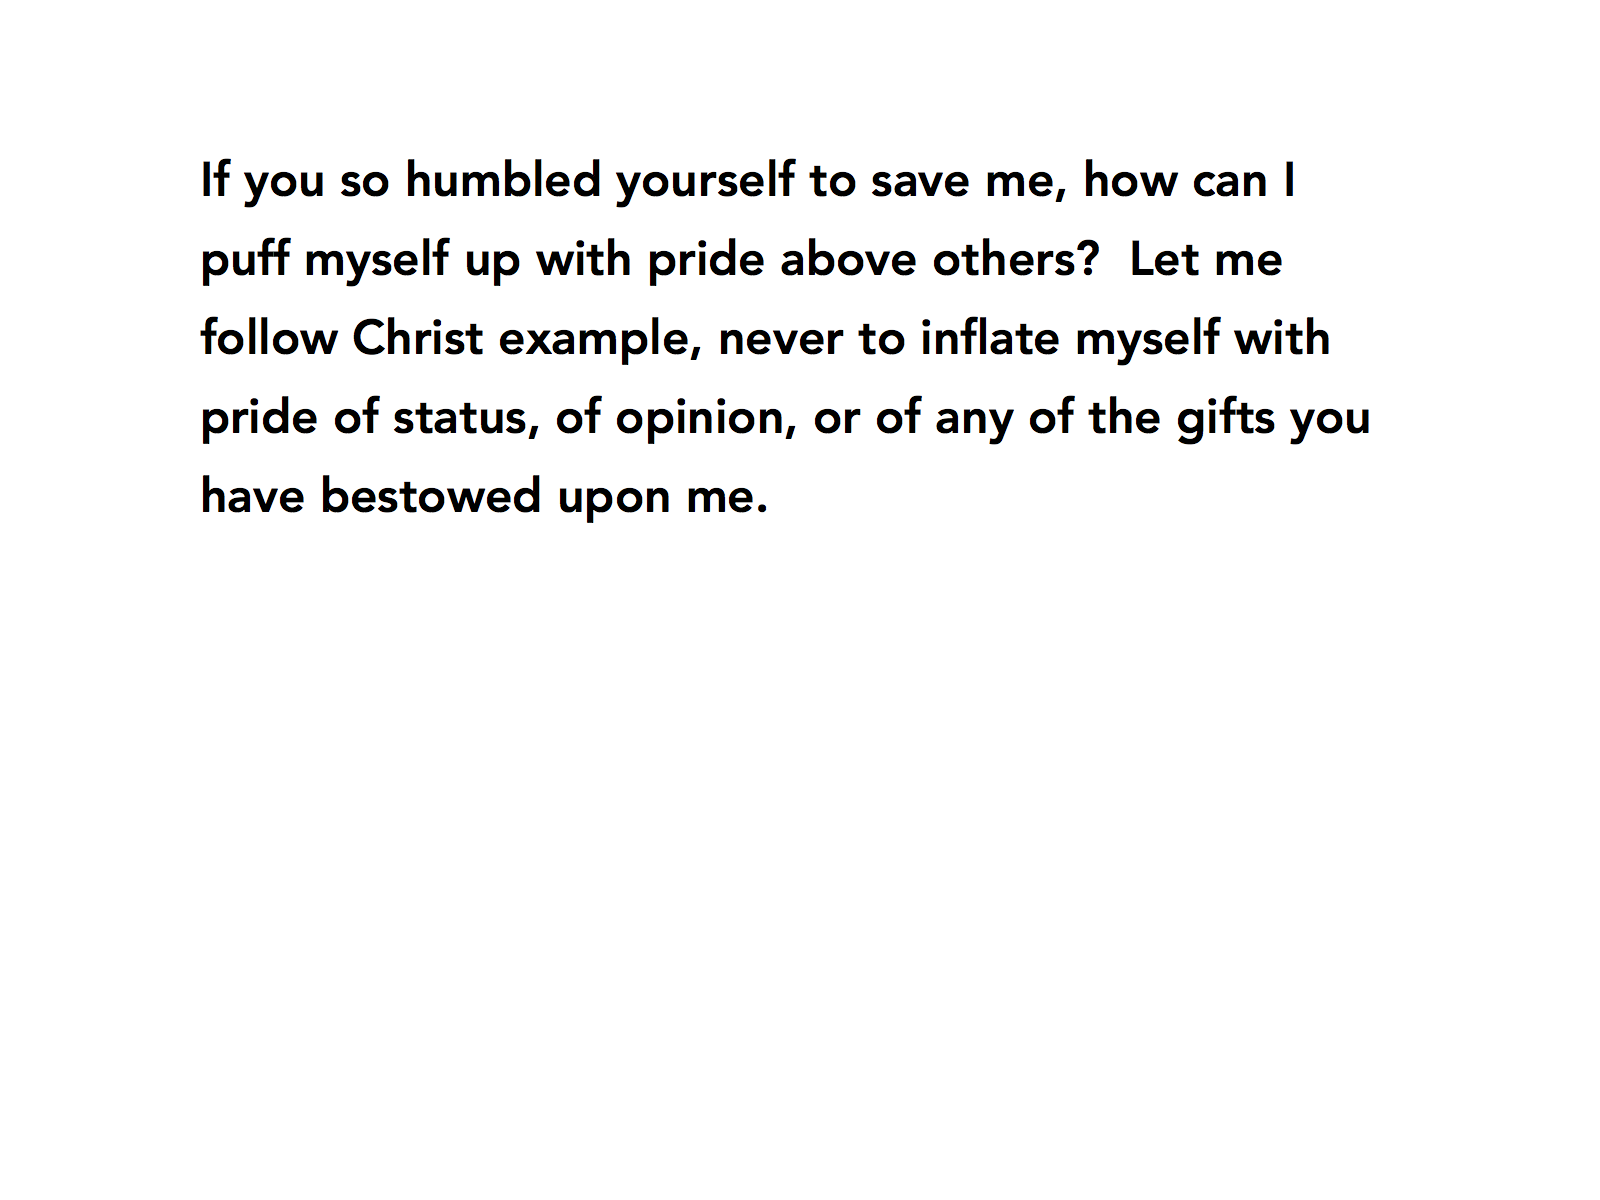 If you so humbled yourself to save me, how can I
puff myself up with pride above others?  Let me
follow Christ example, never to inflate myself with
pride of status, of opinion, or of any of the gifts you
have bestowed upon me.